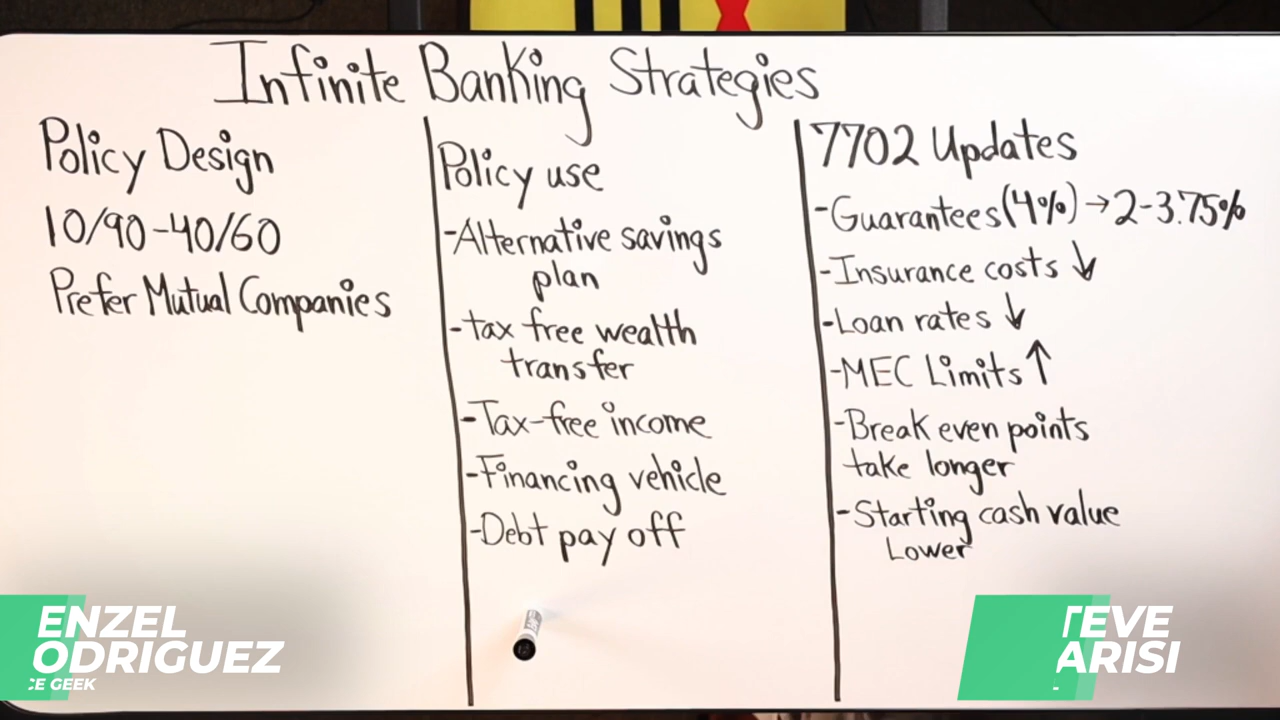 Infinite Banking Strategies
Policy Design
10/90-40/60
Prefer Mutual Companies
Policy use
-Alternative savings
plan
-tax free wealth
transfer
-Tax-free income
-Financing vehicle
-Debt pay off
7702 Updates
-Guarantees(4%)→2-3.75%
-Insurance costs ↓
-Loan rates ↓
-MEC Limits ↑
-Break even points
take longer
-Starting cash value
Lower
ENZEL
ODRIGUEZ
CE GEEK
TEVE
ARISI